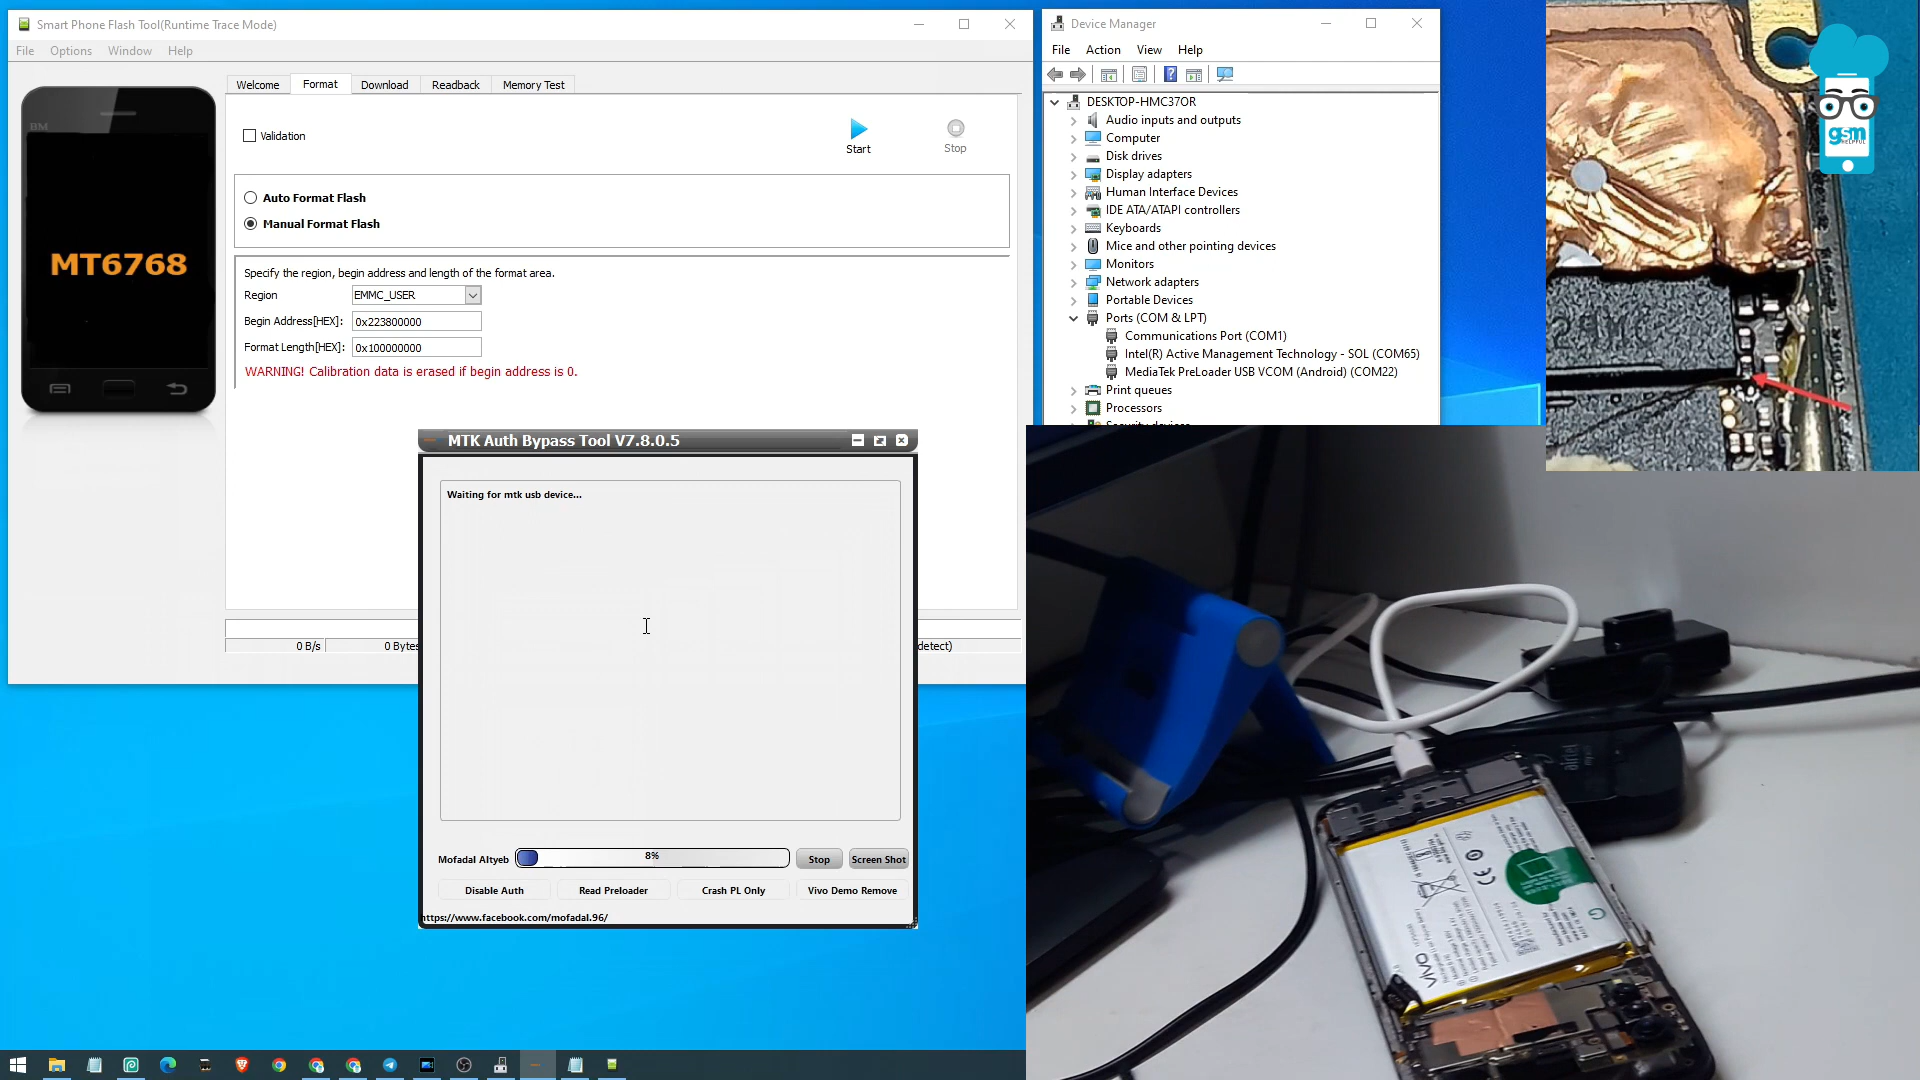 Smart Phone Flash Tool(Runtime Trace Mode)
File Options Window Help
Welcome Format Download Readback Memory Test
BM
MT6768
Validation
Start
Stop
Auto Format Flash
Manual Format Flash
Specify the region, begin address and length of the format area.
Region EMMC_USER
Begin Address[HEX]: 0x223800000
Format Length[HEX]: 0x100000000
WARNING! Calibration data is erased if begin address is 0.
0 B/s
0 Bytes
detect)
MTK Auth Bypass Tool V7.8.0.5
Waiting for mtk usb device...
Mofadal Altyeb
8%
Stop
Screen Shot
Disable Auth
Read Preloader
Crash PL Only
Vivo Demo Remove
https://www.facebook.com/mofadal.96/
Device Manager
File Action View Help
DESKTOP-HMC37OR
Audio inputs and outputs
Computer
Disk drives
Display adapters
Human Interface Devices
IDE ATA/ATAPI controllers
Keyboards
Mice and other pointing devices
Monitors
Network adapters
Portable Devices
Ports (COM & LPT)
Communications Port (COM1)
Intel(R) Active Management Technology - SOL (COM65)
MediaTek PreLoader USB VCOM (Android) (COM22)
Print queues
Processors
Security devices
gsm
HELPFUL
airtel
vivo